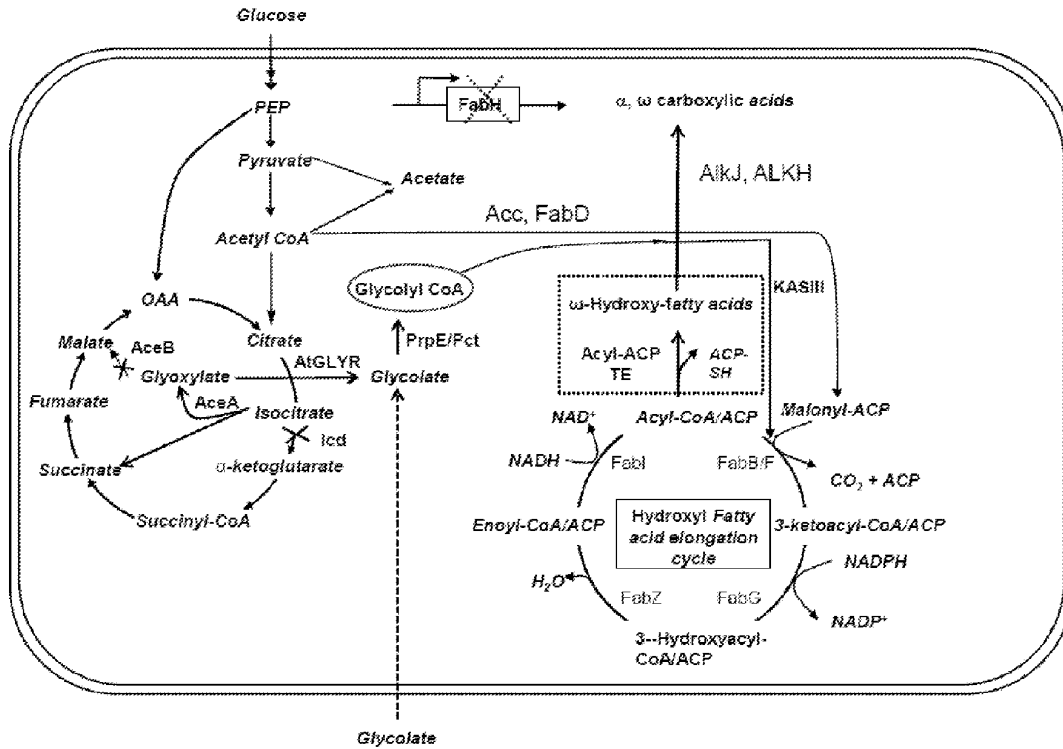 Glucose
PEP
FabH
α, ω carboxylic acids
Pyruvate
Acetate
AlkJ, ALKH
Acc, FabD
Acetyl CoA
Glycolyl CoA
KASIII
OAA
ω-Hydroxy-fatty acids
Malate
AceB
Citrate
PrpE/Pct
Acyl-ACP
TE
ACP-
SH
AtGLYR
Glyoxylate
Glycolate
Fumarate
AceA
Isocitrate
NAD⁺
Acyl-CoA/ACP
Malonyl-ACP
Icd
Succinate
α-ketoglutarate
NADH
FabI
FabB/F
CO₂ + ACP
Succinyl-CoA
Enoyl-CoA/ACP
Hydroxyl Fatty
acid elongation
cycle
3-ketoacyl-CoA/ACP
H₂O
NADPH
FabZ
FabG
NADP⁺
3--Hydroxyacyl-
CoA/ACP
Glycolate